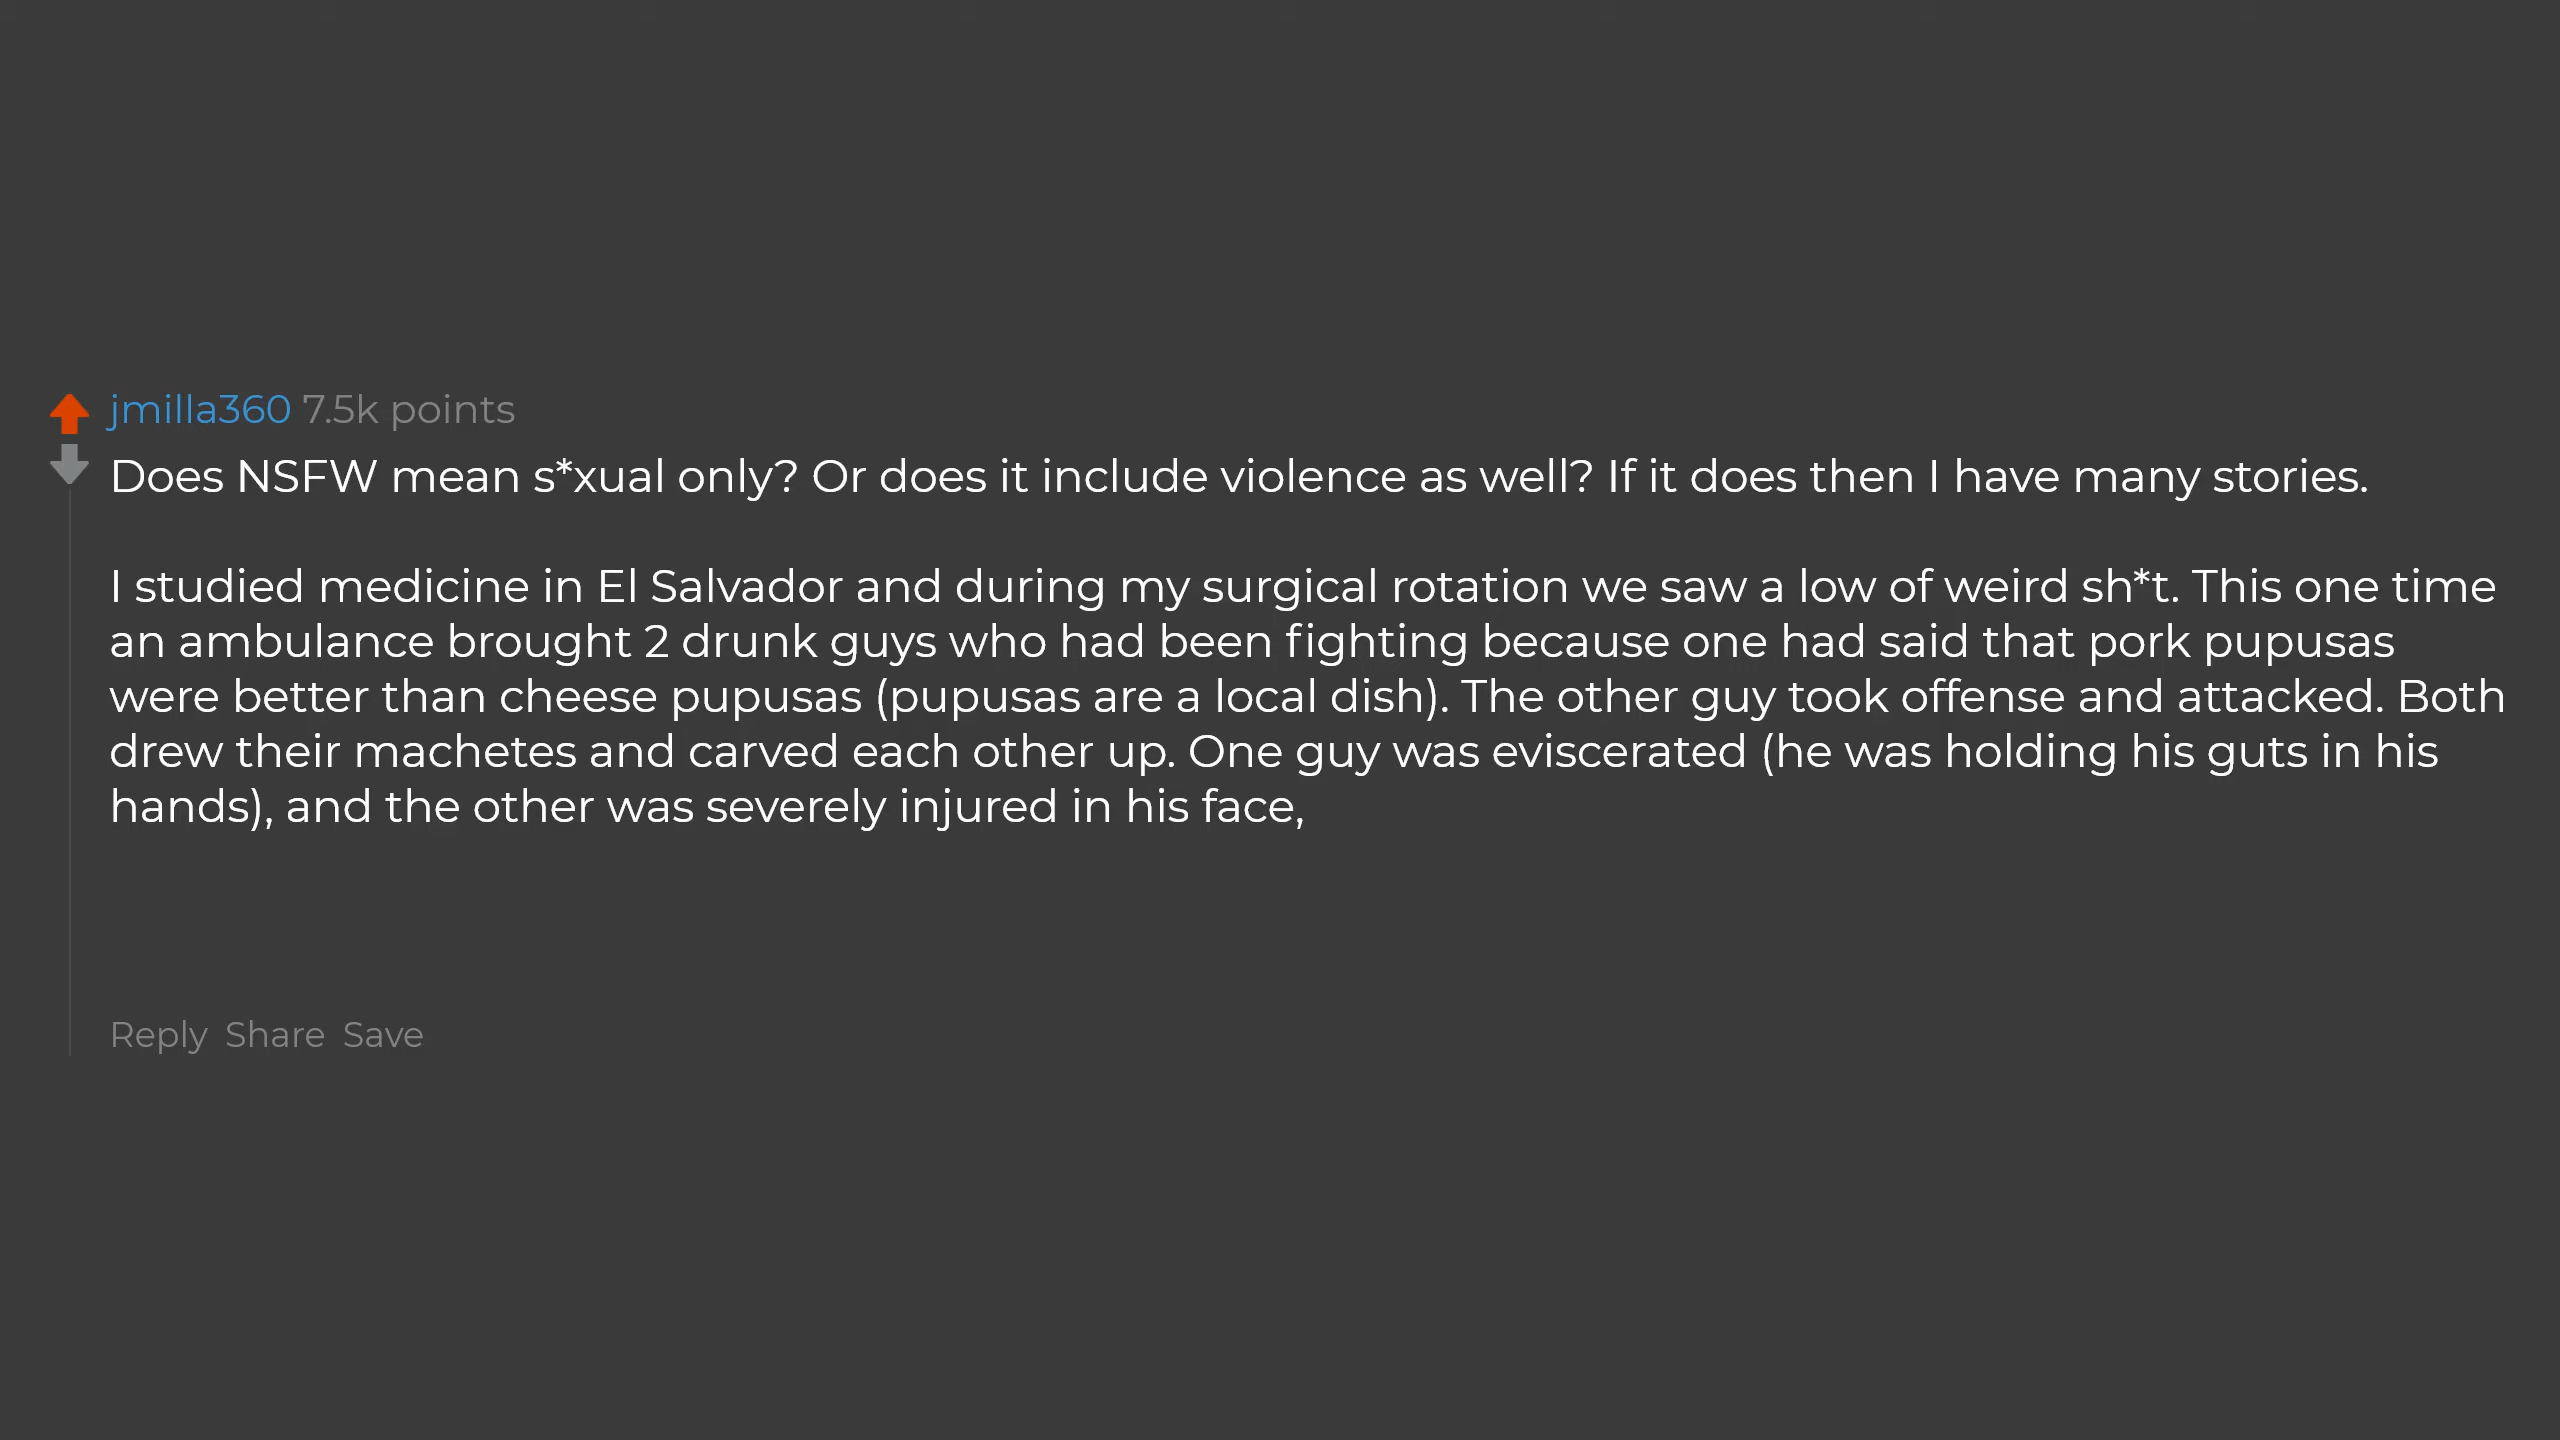 jmilla360 7.5k points
Does NSFW mean s*xual only? Or does it include violence as well? If it does then I have many stories.
I studied medicine in El Salvador and during my surgical rotation we saw a low of weird sh*t. This one time
an ambulance brought 2 drunk guys who had been fighting because one had said that pork pupusas
were better than cheese pupusas (pupusas are a local dish). The other guy took offense and attacked. Both
drew their machetes and carved each other up. One guy was eviscerated (he was holding his guts in his
hands), and the other was severely injured in his face,
Reply Share Save